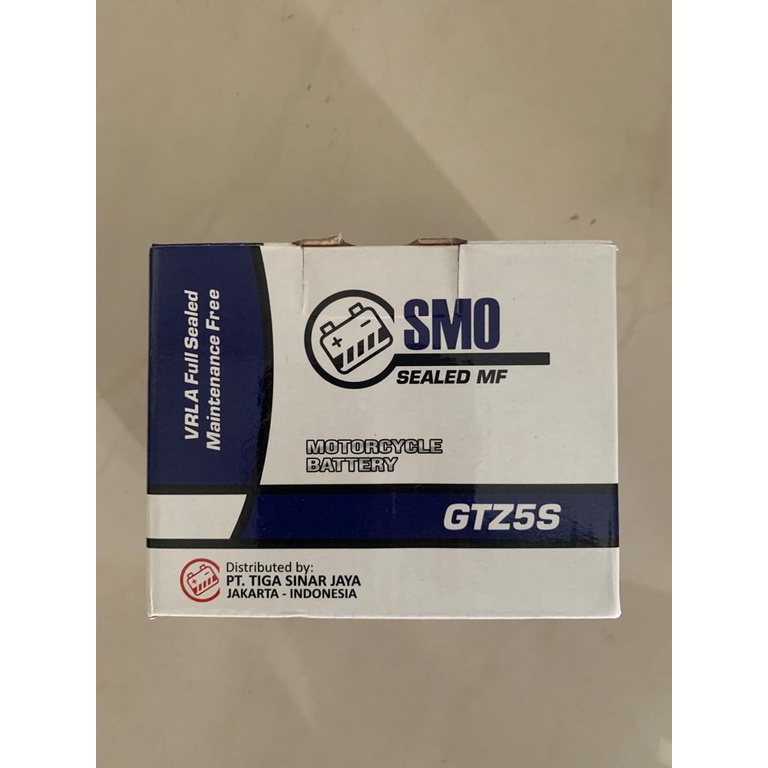 VRLA Full Sealed
Maintenance Free
SMO
SEALED MF
MOTORCYCLE
BATTERY
GTZ5S
Distributed by:
PT. TIGA SINAR JAYA
JAKARTA - INDONESIA